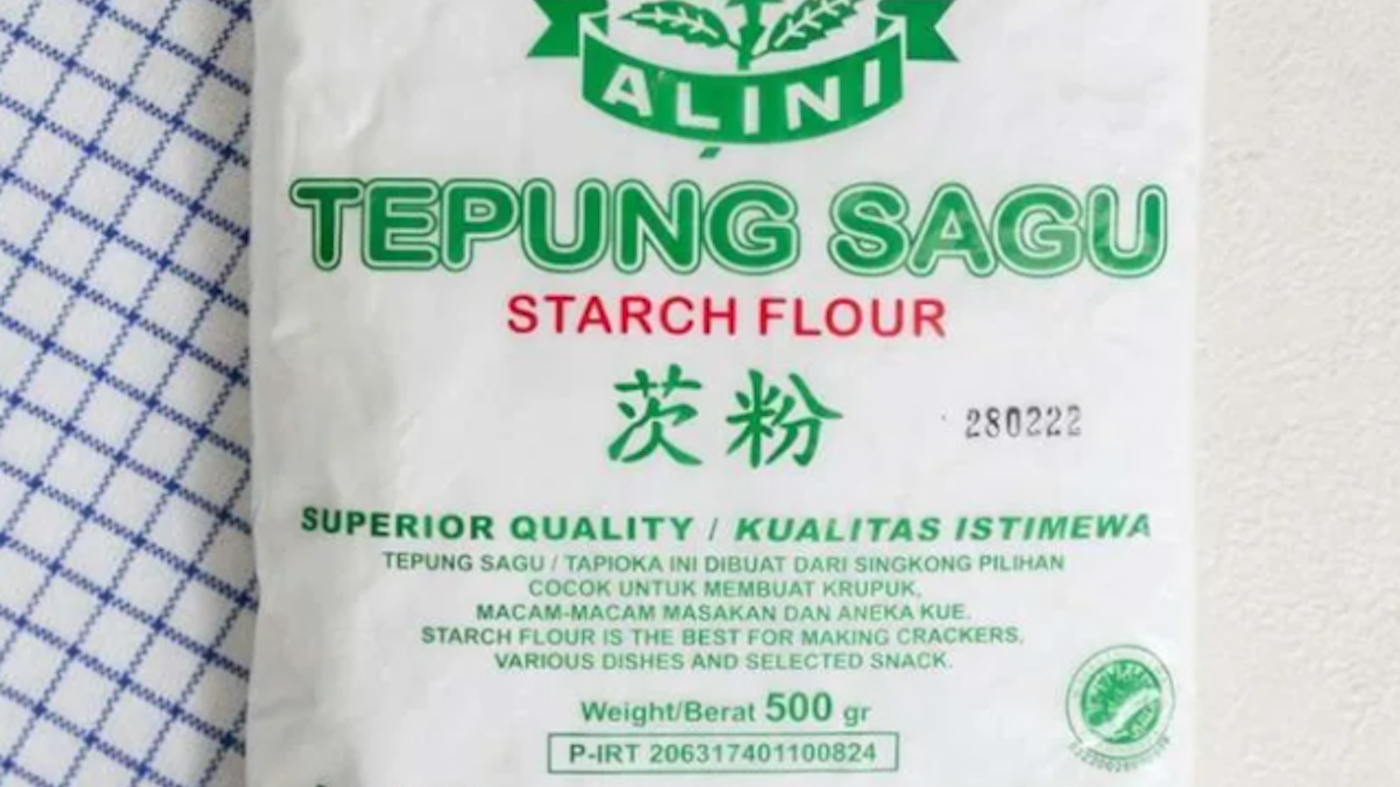 ALINI
TEPUNG SAGU
STARCH FLOUR
茨粉
280222
SUPERIOR QUALITY / KUALITAS ISTIMEWA
TEPUNG SAGU / TAPIOKA INI DIBUAT DARI SINGKONG PILIHAN
COCOK UNTUK MEMBUAT KRUPUK,
MACAM-MACAM MASAKAN DAN ANEKA KUE.
STARCH FLOUR IS THE BEST FOR MAKING CRACKERS,
VARIOUS DISHES AND SELECTED SNACK.
Weight/Berat 500 gr
P-IRT 206317401100824